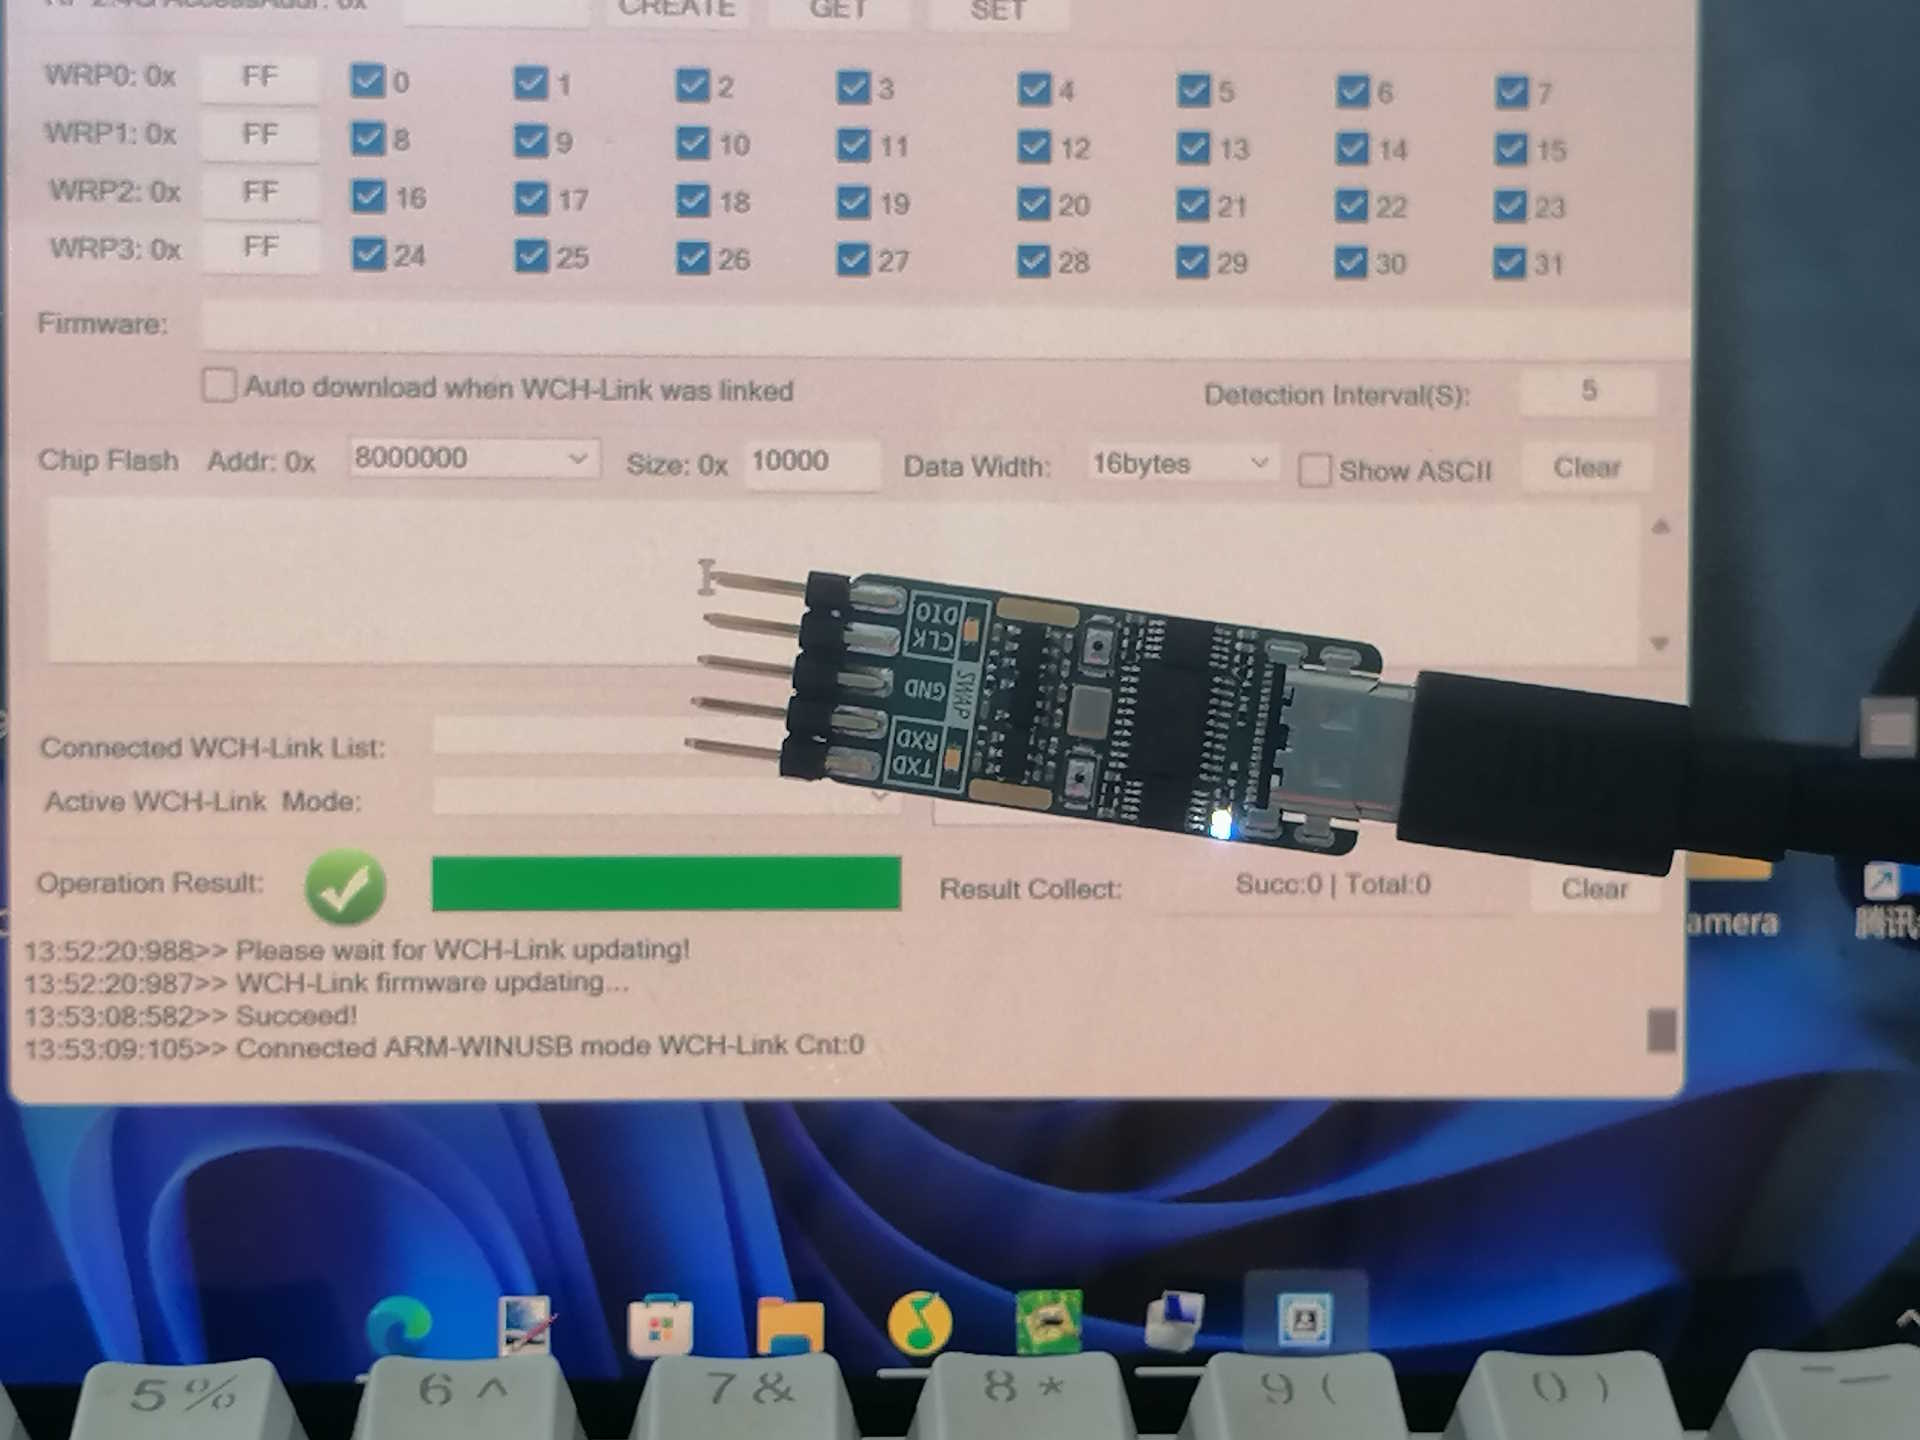 CREATE GET SET
WRP0: 0x FF 0 1 2 3 4 5 6 7
WRP1: 0x FF 8 9 10 11 12 13 14 15
WRP2: 0x FF 16 17 18 19 20 21 22 23
WRP3: 0x FF 24 25 26 27 28 29 30 31
Firmware:
Auto download when WCH-Link was linked Detection Interval(S): 5
Chip Flash Addr: 0x 8000000 Size: 0x 10000 Data Width: 16bytes Show ASCII Clear
DIO
CLK
GND
SWAP
RXD
TXD
Connected WCH-Link List:
Active WCH-Link Mode:
Operation Result: Result Collect: Succ:0 | Total:0 Clear
13:52:20:988>> Please wait for WCH-Link updating!
13:52:20:987>> WCH-Link firmware updating...
13:53:08:582>> Succeed!
13:53:09:105>> Connected ARM-WINUSB mode WCH-Link Cnt:0
amera 腾讯
5 % 6 ^ 7 & 8 * 9 ( 0 )